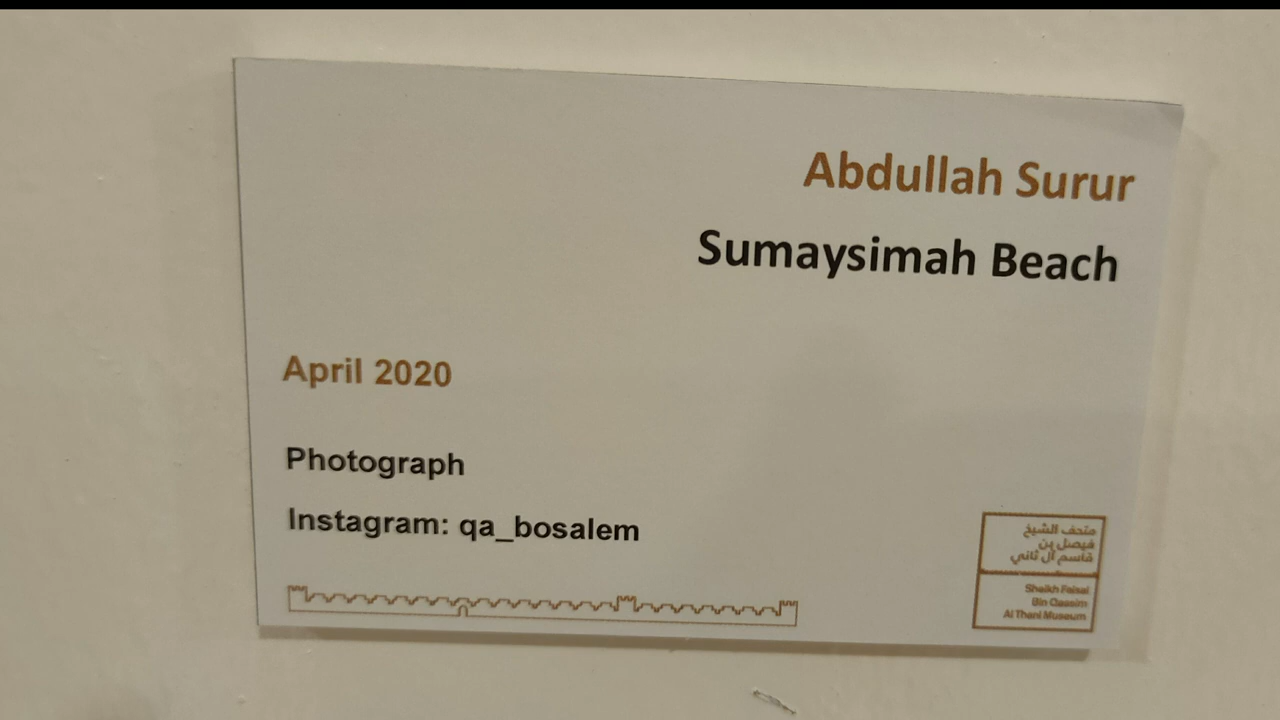 Abdullah Surur
Sumaysimah Beach
April 2020
Photograph
Instagram: qa_bosalem
متحف الشيخ
فيصل بن
قاسم آل ثاني
Sheikh Faisal
Bin Qassim
Al Thani Museum